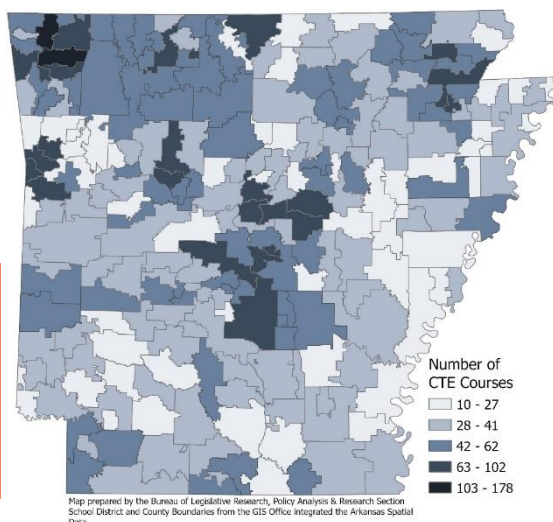 Number of
CTE Courses
10 - 27
28 - 41
42 - 62
63 - 102
103 - 178
Map prepared by the Bureau of Legislative Research, Policy Analysis & Research Section
School District and County Boundaries from the GIS Office integrated the Arkansas Spatial
Data